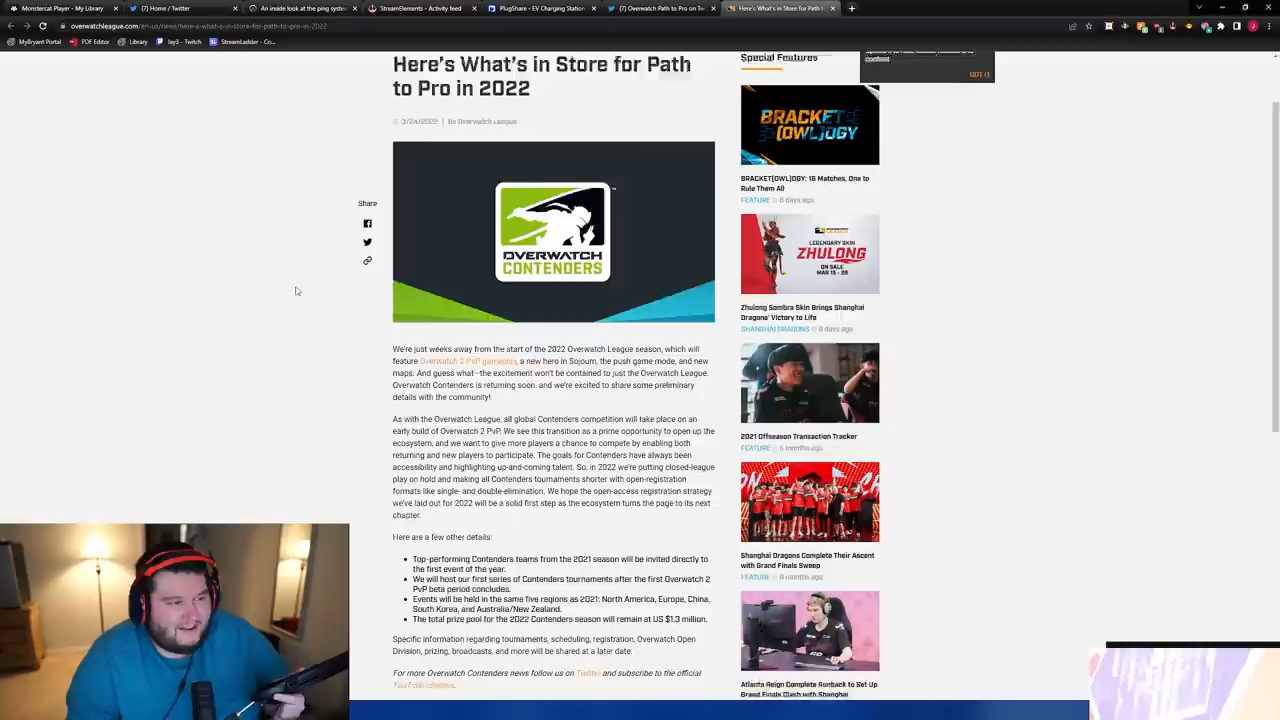 Monstercat Player - My Library
(7) Home / Twitter
An inside look at the ping syste
StreamElements - Activity feed
PlugShare - EV Charging Station
(7) Overwatch Path to Pro on Tw
Here's What's in Store for Path t
overwatchleague.com/en-us/news/here-s-what-s-in-store-for-path-to-pro-in-2022
MyBryant Portal
PDF Editor
Library
Jay3 - Twitch
StreamLadder - Co...
Here's What's in Store for Path
to Pro in 2022
3/24/2022 | By Overwatch League
Share
OVERWATCH
CONTENDERS
We're just weeks away from the start of the 2022 Overwatch League season, which will
feature Overwatch 2 PvP gameplay, a new hero in Sojourn, the push game mode, and new
maps. And guess what—the excitement won't be contained to just the Overwatch League.
Overwatch Contenders is returning soon, and we're excited to share some preliminary
details with the community!
As with the Overwatch League, all global Contenders competition will take place on an
early build of Overwatch 2 PvP. We see this transition as a prime opportunity to open up the
ecosystem, and we want to give more players a chance to compete by enabling both
returning and new players to participate. The goals for Contenders have always been
accessibility and highlighting up-and-coming talent. So, in 2022 we're putting closed-league
play on hold and making all Contenders tournaments shorter with open-registration
formats like single- and double-elimination. We hope the open-access registration strategy
we've laid out for 2022 will be a solid first step as the ecosystem turns the page to its next
chapter.
Here are a few other details:
Top-performing Contenders teams from the 2021 season will be invited directly to
the first event of the year.
We will host our first series of Contenders tournaments after the first Overwatch 2
PvP beta period concludes.
Events will be held in the same five regions as 2021: North America, Europe, China,
South Korea, and Australia/New Zealand.
The total prize pool for the 2022 Contenders season will remain at US $1.3 million.
Specific information regarding tournaments, scheduling, registration, Overwatch Open
Division, prizing, broadcasts, and more will be shared at a later date.
For more Overwatch Contenders news follow us on Twitter and subscribe to the official
YouTube channel.
Special Features
BRACKET
[OWL]OGY
BRACKET[OWL]OGY: 16 Matches, One to
Rule Them All
FEATURE 6 days ago
LEGENDARY SKIN
ZHULONG
ON SALE
MAR 15 - 28
Zhulong Sombra Skin Brings Shanghai
Dragons' Victory to Life
SHANGHAI DRAGONS 8 days ago
2021 Offseason Transaction Tracker
FEATURE 5 months ago
Shanghai Dragons Complete Their Ascent
with Grand Finals Sweep
FEATURE 6 months ago
Atlanta Reign Complete Runback to Set Up
Grand Finals Clash with Shanghai